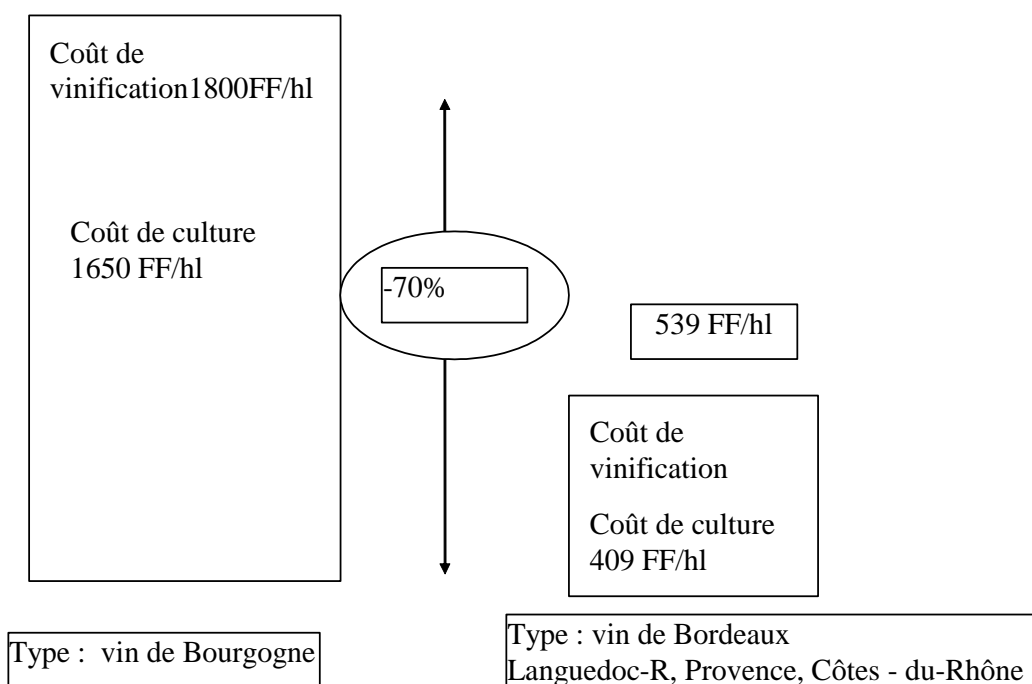 Coût de
vinification1800FF/hl
Coût de culture
1650 FF/hl
-70%
539 FF/hl
Coût de
vinification
Coût de culture
409 FF/hl
Type :  vin de Bourgogne
Type : vin de Bordeaux
Languedoc-R, Provence, Côtes - du-Rhône